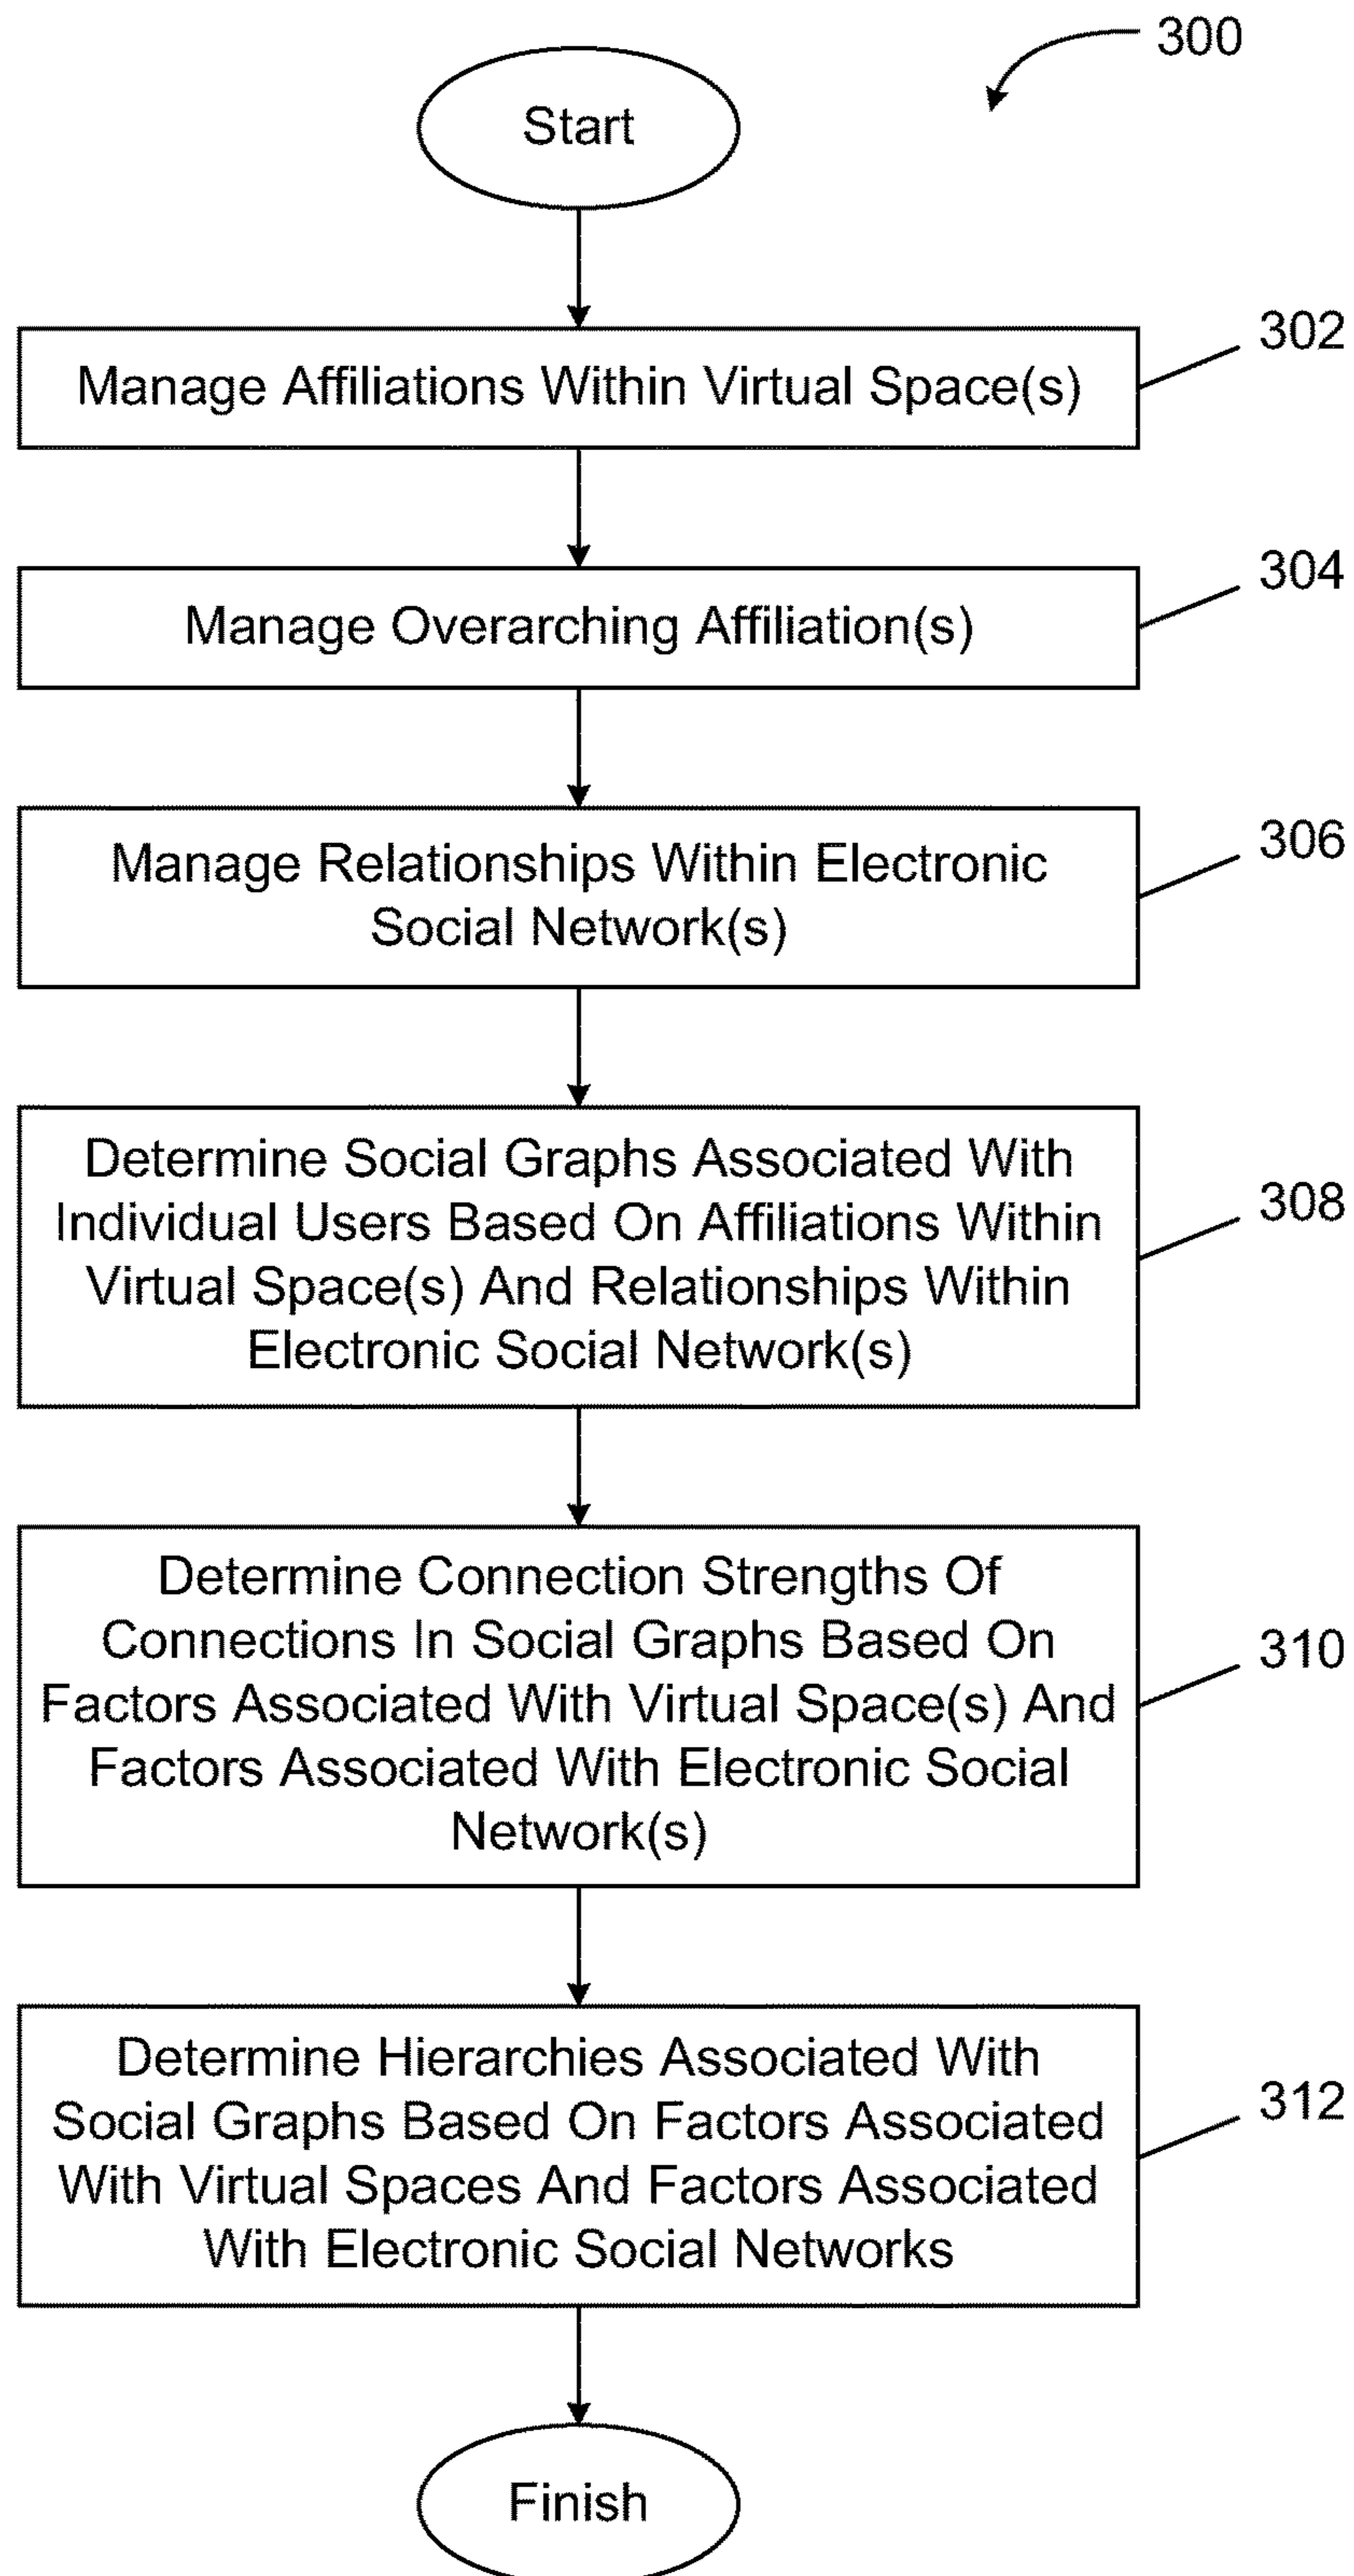 300
Start
302
Manage Affiliations Within Virtual Space(s)
304
Manage Overarching Affiliation(s)
306
Manage Relationships Within Electronic
Social Network(s)
308
Determine Social Graphs Associated With
Individual Users Based On Affiliations Within
Virtual Space(s) And Relationships Within
Electronic Social Network(s)
310
Determine Connection Strengths Of
Connections In Social Graphs Based On
Factors Associated With Virtual Space(s) And
Factors Associated With Electronic Social
Network(s)
312
Determine Hierarchies Associated With
Social Graphs Based On Factors Associated
With Virtual Spaces And Factors Associated
With Electronic Social Networks
Finish